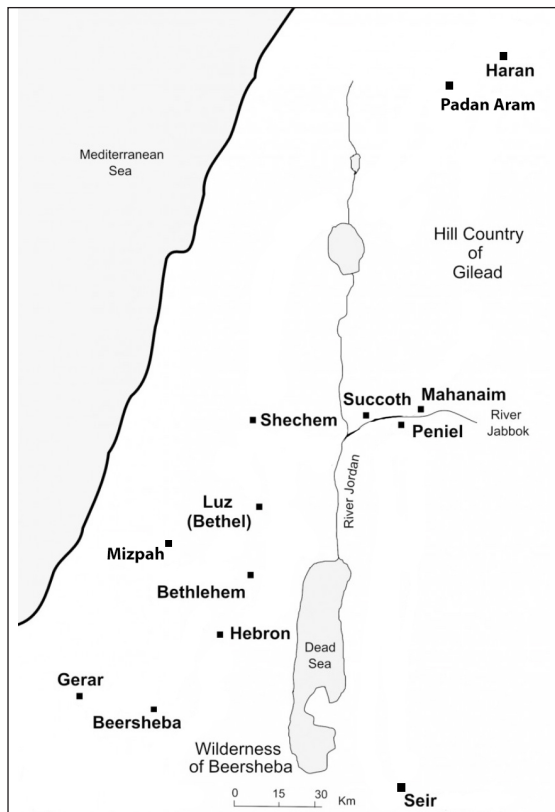 Haran
Padan Aram
Mediterranean
Sea
Hill Country
of
Gilead
Succoth
Mahanaim
Shechem
Peniel
River
Jabbok
River Jordan
Luz
(Bethel)
Mizpah
Bethlehem
Hebron
Dead
Sea
Gerar
Beersheba
Wilderness
of Beersheba
0 15 30
Km
Seir